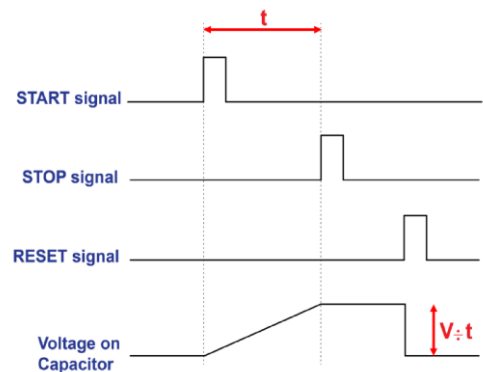 t
START signal
STOP signal
RESET signal
Voltage on
Capacitor
V÷t